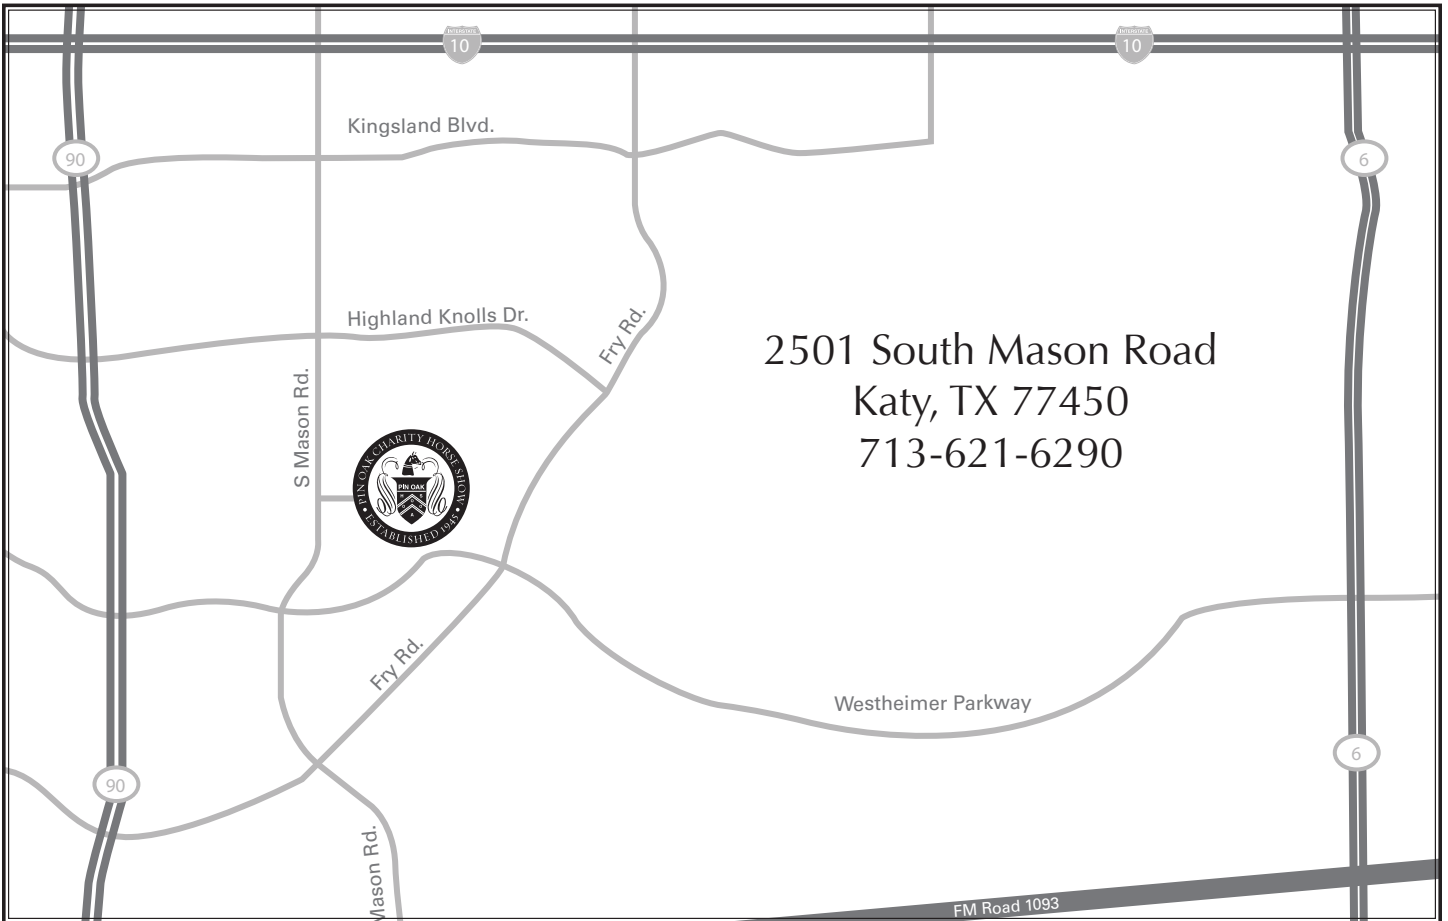 INTERSTATE
10
INTERSTATE
10
Kingsland Blvd.
90
6
Highland Knolls Dr.
Fry Rd.
2501 South Mason Road
Katy, TX 77450
713-621-6290
S Mason Rd.
PIN OAK CHARITY HORSE SHOW
PIN OAK
• ESTABLISHED 1945 •
Fry Rd.
Westheimer Parkway
90
6
Mason Rd.
FM Road 1093